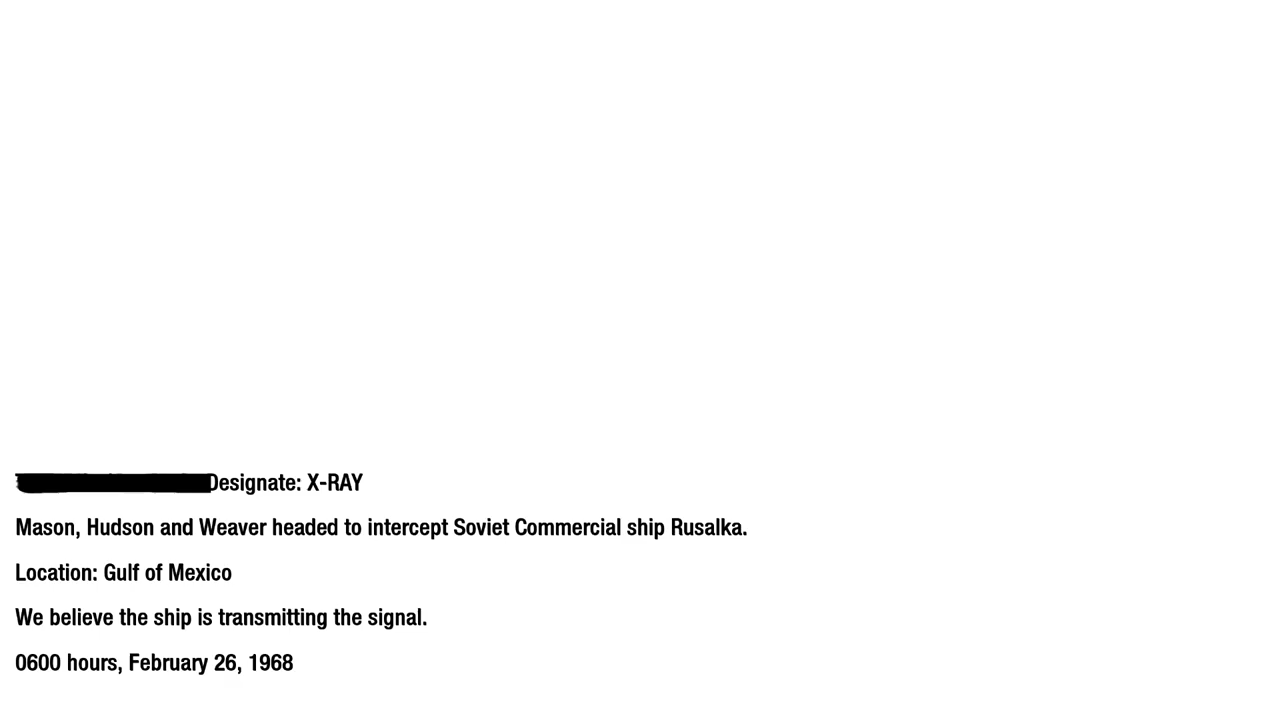 Designate: X-RAY
Mason, Hudson and Weaver headed to intercept Soviet Commercial ship Rusalka.
Location: Gulf of Mexico
We believe the ship is transmitting the signal.
0600 hours, February 26, 1968